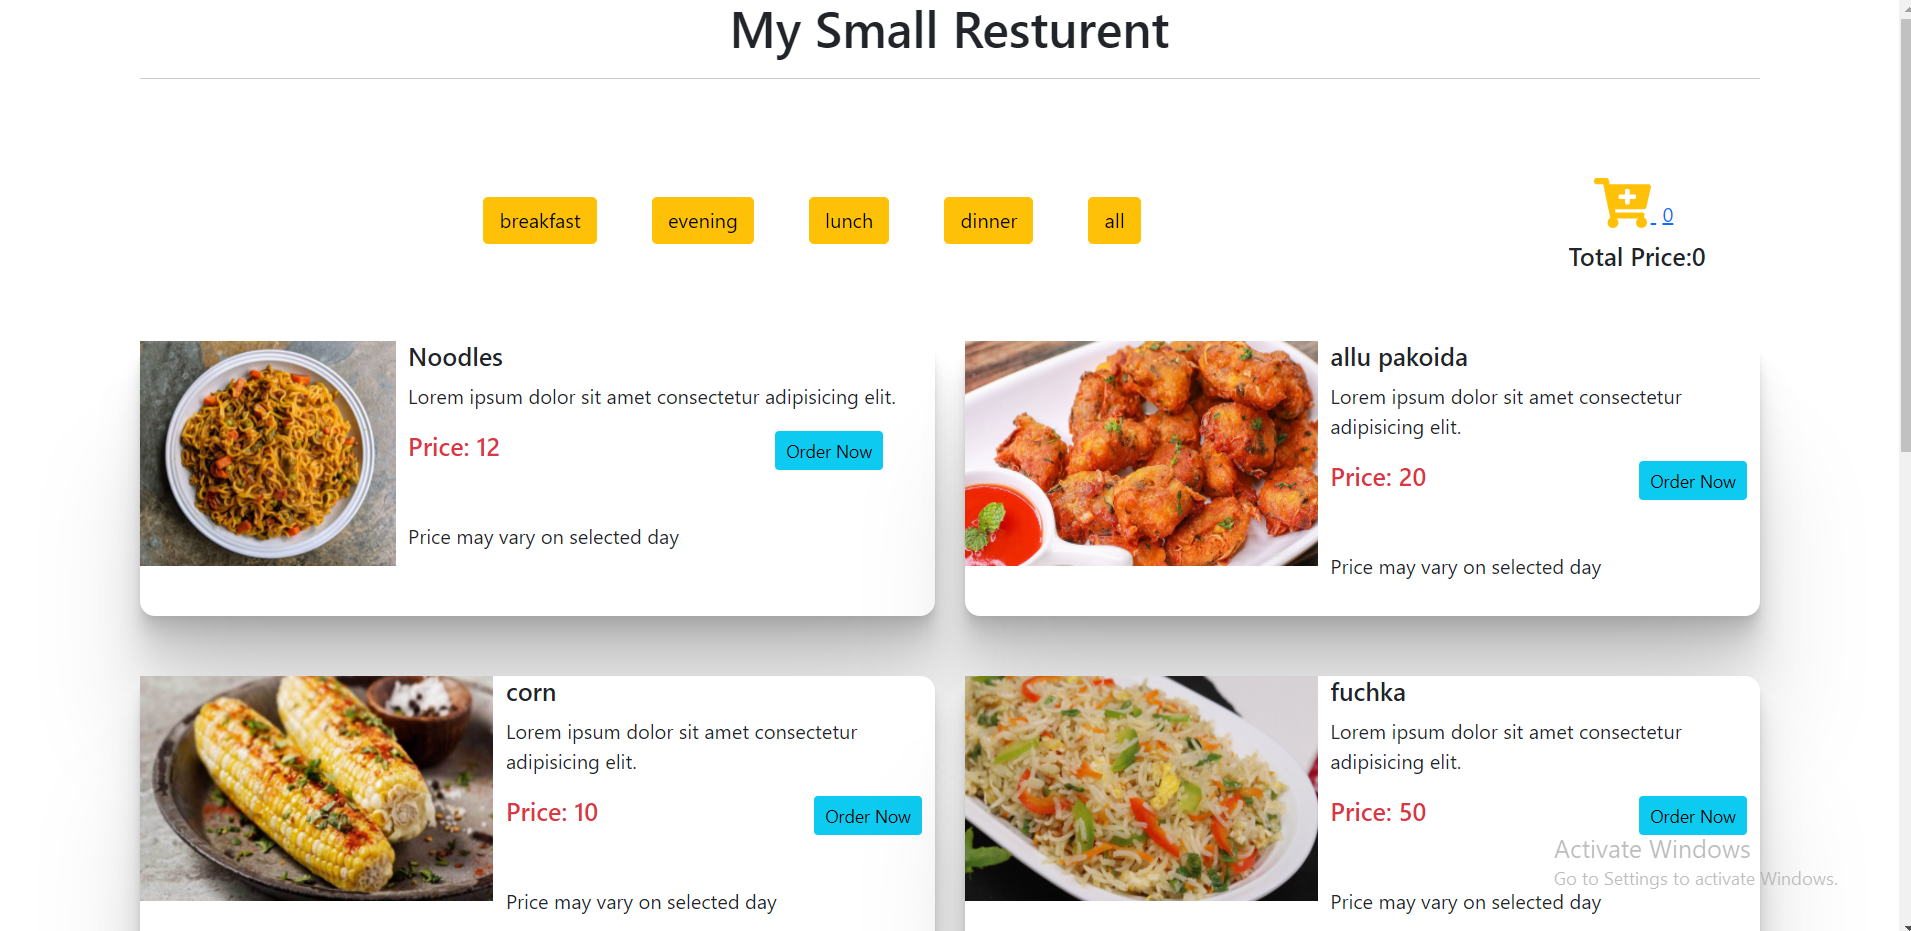 My Small Resturent
breakfast
evening
lunch
dinner
all
0
Total Price:0
Noodles
Lorem ipsum dolor sit amet consectetur adipisicing elit.
Price: 12
Order Now
Price may vary on selected day
allu pakoida
Lorem ipsum dolor sit amet consectetur
adipisicing elit.
Price: 20
Order Now
Price may vary on selected day
corn
Lorem ipsum dolor sit amet consectetur
adipisicing elit.
Price: 10
Order Now
Price may vary on selected day
fuchka
Lorem ipsum dolor sit amet consectetur
adipisicing elit.
Price: 50
Order Now
Price may vary on selected day
Activate Windows
Go to Settings to activate Windows.